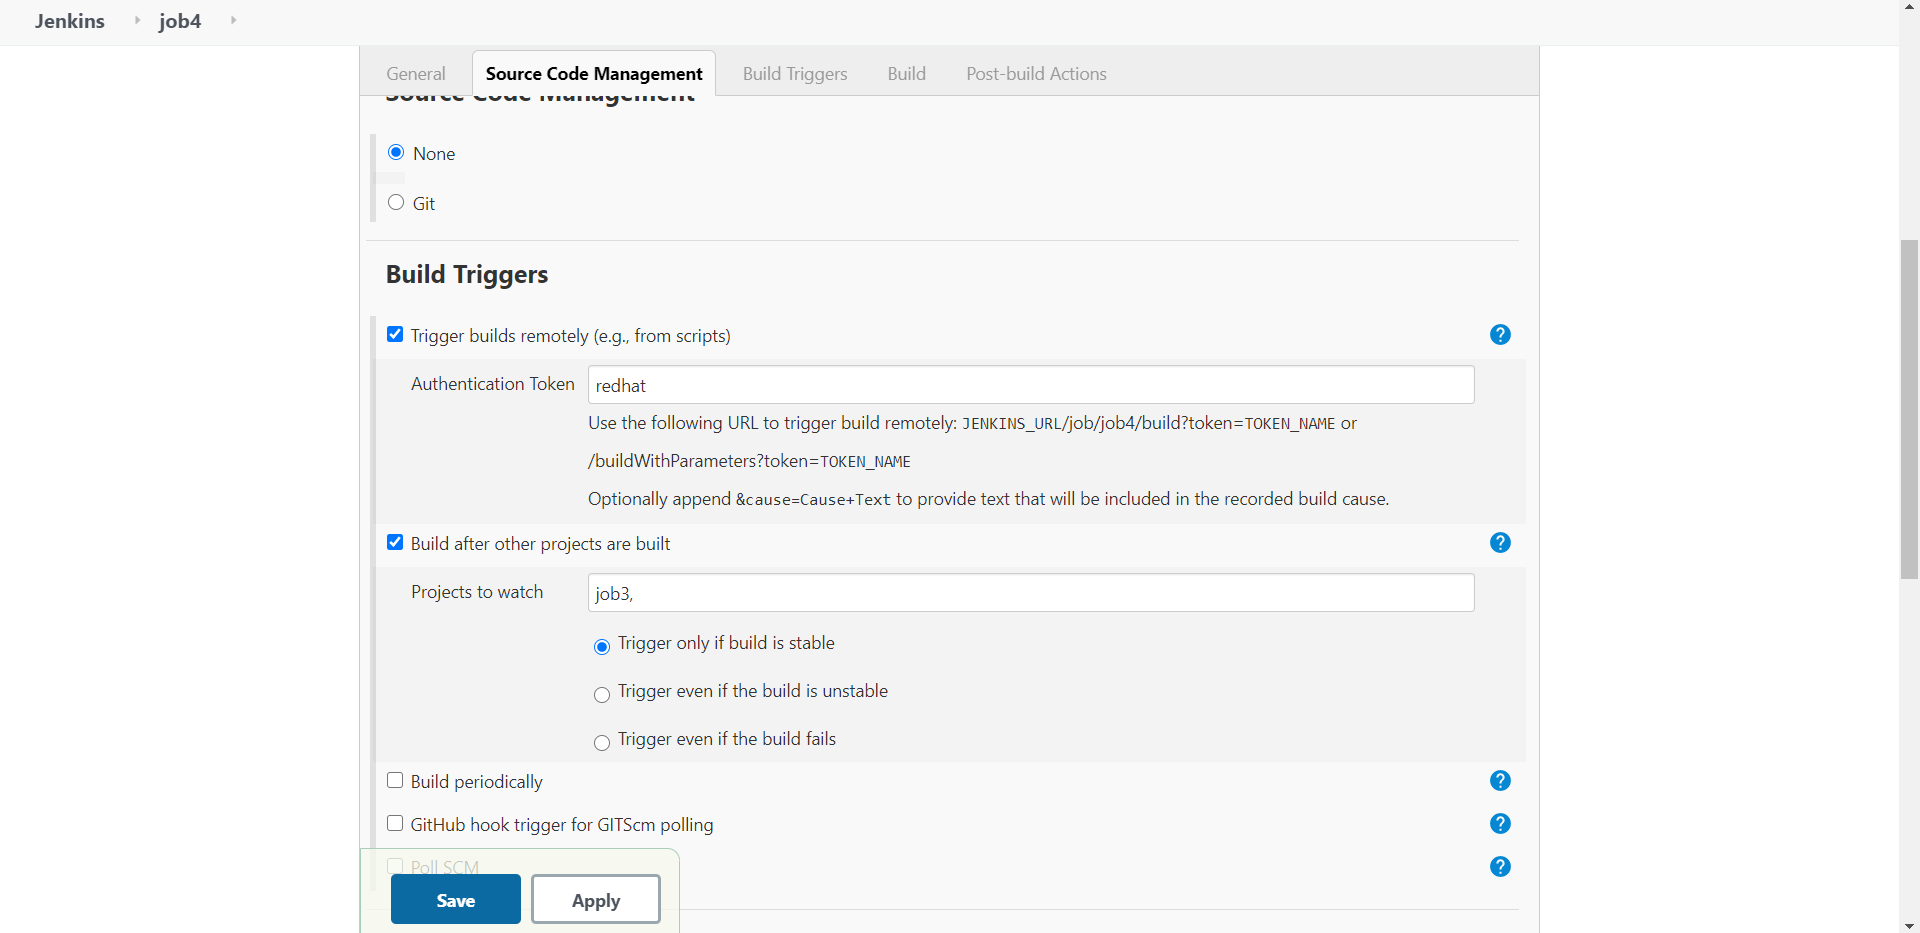 Jenkins job4
General Source Code Management Build Triggers Build Post-build Actions
Source Code Management
None
Git
Build Triggers
Trigger builds remotely (e.g., from scripts)
Authentication Token redhat
Use the following URL to trigger build remotely: JENKINS_URL/job/job4/build?token=TOKEN_NAME or
/buildWithParameters?token=TOKEN_NAME
Optionally append &cause=Cause+Text to provide text that will be included in the recorded build cause.
Build after other projects are built
Projects to watch job3,
Trigger only if build is stable
Trigger even if the build is unstable
Trigger even if the build fails
Build periodically
GitHub hook trigger for GITScm polling
Poll SCM
Save Apply